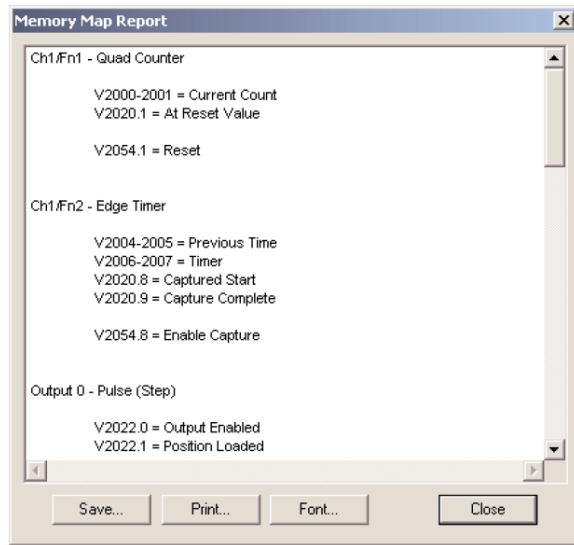 Memory Map Report
Ch1/Fn1 - Quad Counter
V2000-2001 = Current Count
V2020.1 = At Reset Value
V2054.1 = Reset
Ch1/Fn2 - Edge Timer
V2004-2005 = Previous Time
V2006-2007 = Timer
V2020.8 = Captured Start
V2020.9 = Capture Complete
V2054.8 = Enable Capture
Output 0 - Pulse (Step)
V2022.0 = Output Enabled
V2022.1 = Position Loaded
Save... Print... Font... Close